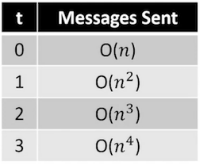 t Messages Sent
0 O(n)
1 O(n²)
2 O(n³)
3 O(n⁴)